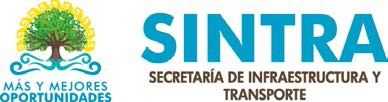 MÁS Y MEJORES
OPORTUNIDADES
SINTRA
SECRETARÍA DE INFRAESTRUCTURA Y
TRANSPORTE